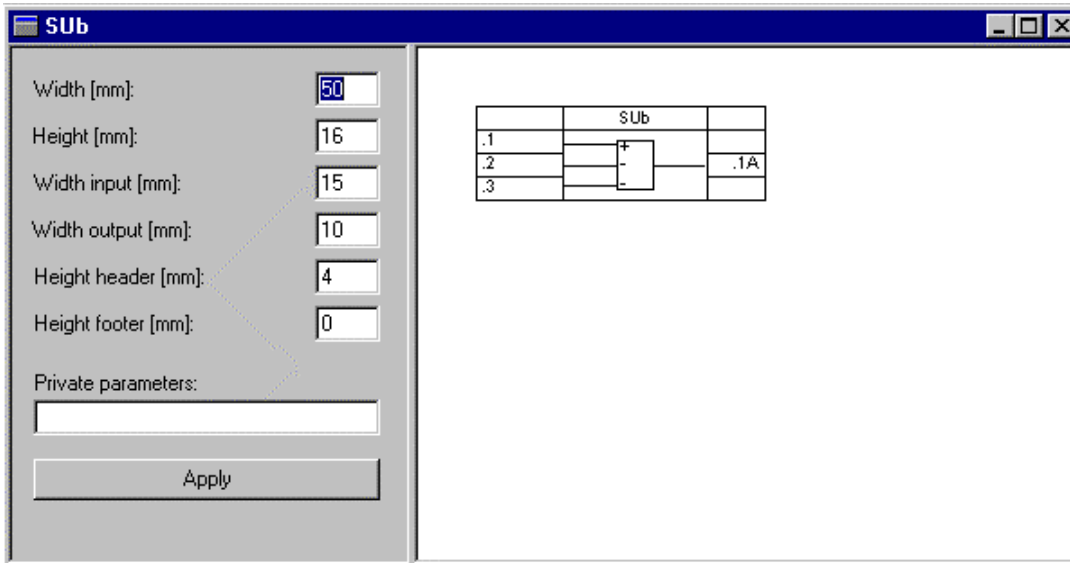 SUb
Width [mm]: 50
Height [mm]: 16
Width input [mm]: 15
Width output [mm]: 10
Height header [mm]: 4
Height footer [mm]: 0
Private parameters:
Apply
SUb
.1 +
.2 - .1A
.3 -